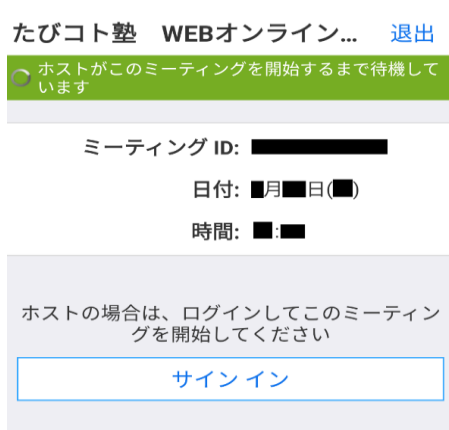 たびコト塾　WEBオンライン... 退出
ホストがこのミーティングを開始するまで待機して
います
ミーティング ID:
日付: 月 日( )
時間: :
ホストの場合は、ログインしてこのミーティン
グを開始してください
サイン イン